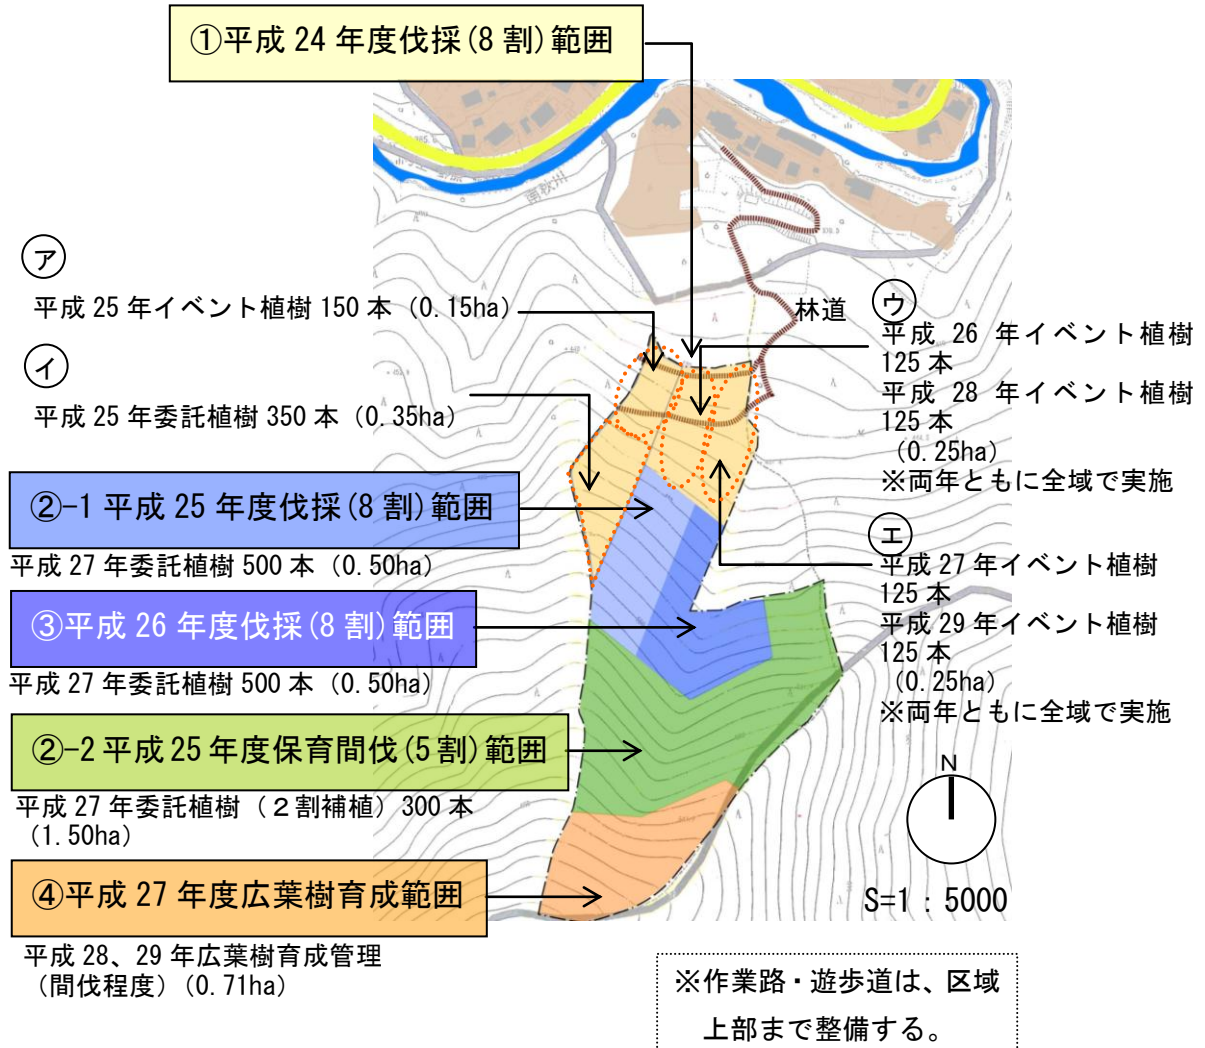 ①平成 24 年度伐採(8 割)範囲
㋐
平成 25 年イベント植樹 150 本（0.15ha）
㋑
平成 25 年委託植樹 350 本（0.35ha）
②-1 平成 25 年度伐採(8 割)範囲
平成 27 年委託植樹 500 本（0.50ha）
③平成 26 年度伐採(8 割)範囲
平成 27 年委託植樹 500 本（0.50ha）
②-2 平成 25 年度保育間伐(5 割)範囲
平成 27 年委託植樹（２割補植）300 本
（1.50ha）
④平成 27 年度広葉樹育成範囲
平成 28、29 年広葉樹育成管理
（間伐程度）（0.71ha）
林道
㋒
平成 26 年イベント植樹
125 本
平成 28 年イベント植樹
125 本
（0.25ha）
※両年ともに全域で実施
㋓
平成 27 年イベント植樹
125 本
平成 29 年イベント植樹
125 本
（0.25ha）
※両年ともに全域で実施
N
S=1：5000
※作業路・遊歩道は、区域
上部まで整備する。
南秋川